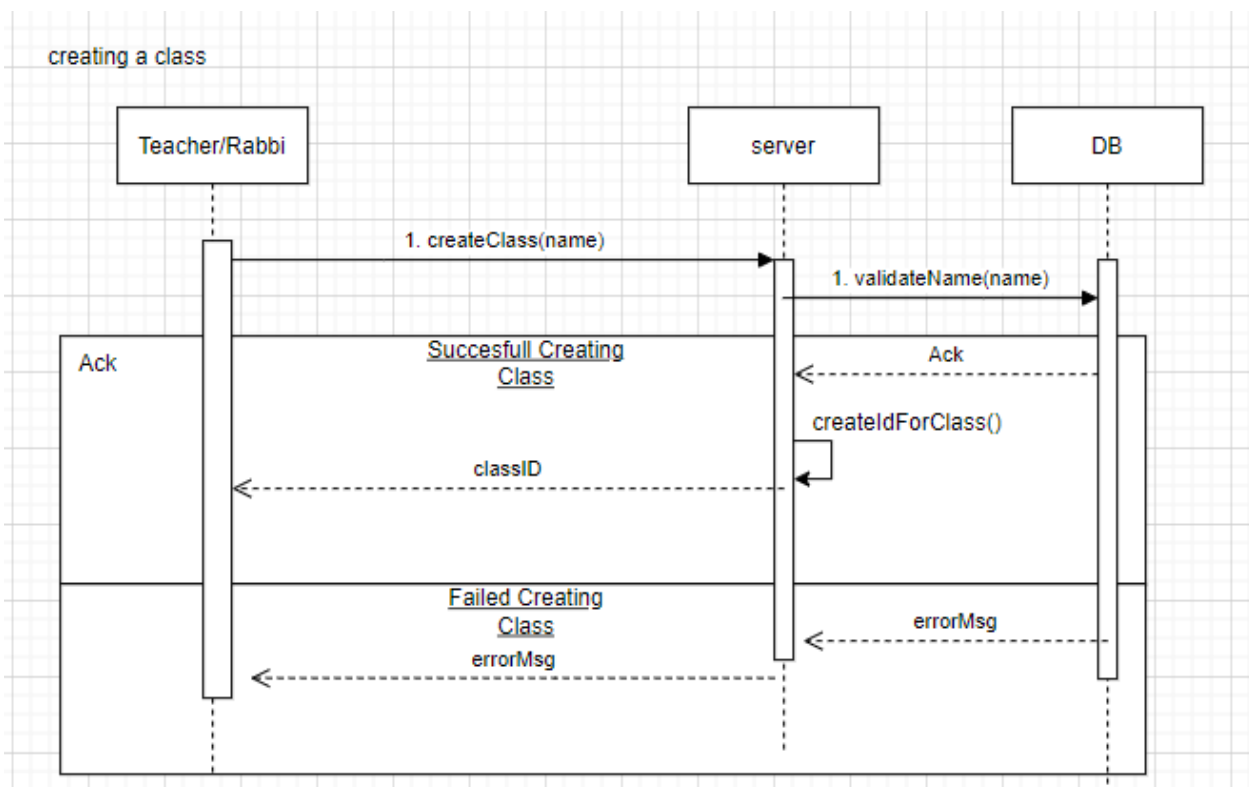 creating a class
Teacher/Rabbi
server
DB
1. createClass(name)
1. validateName(name)
Ack
Succesfull Creating
Class
Ack
createIdForClass()
classID
Failed Creating
Class
errorMsg
errorMsg